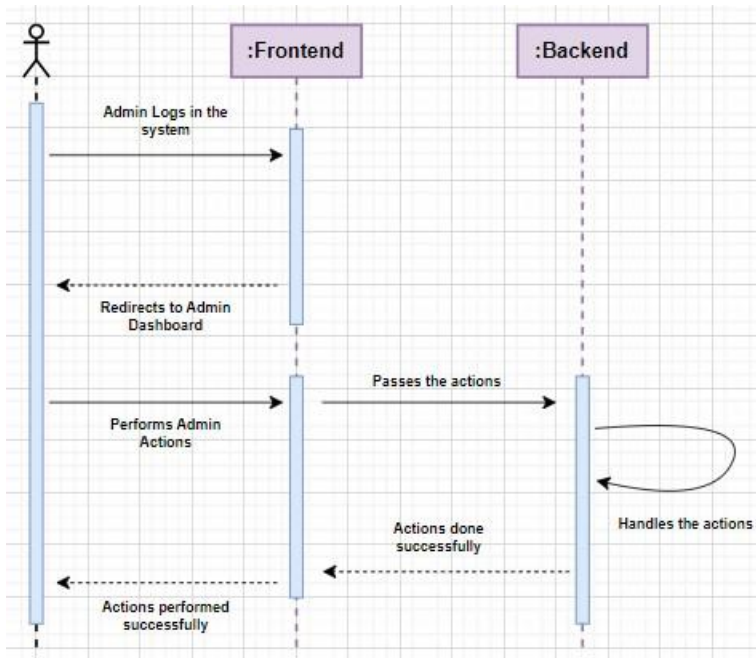 :Frontend
:Backend
Admin Logs in the
system
Redirects to Admin
Dashboard
Passes the actions
Performs Admin
Actions
Handles the actions
Actions done
successfully
Actions performed
successfully